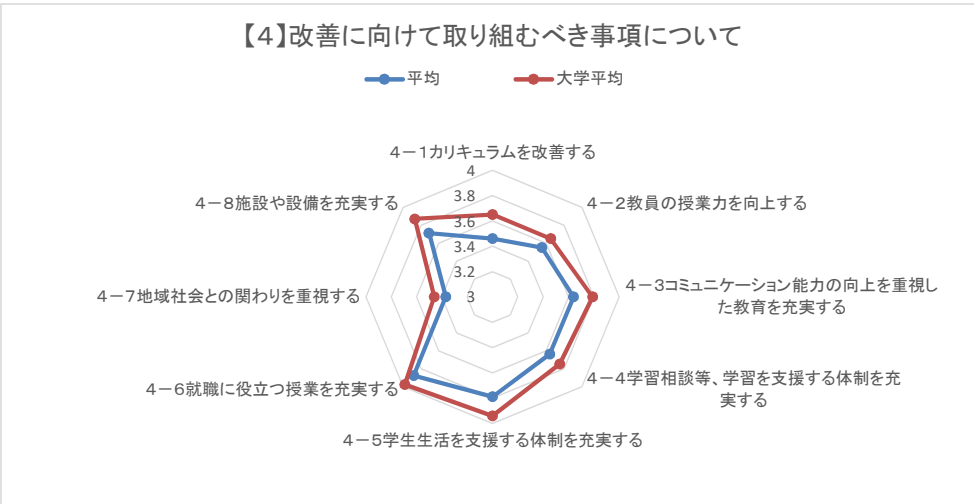 【4】改善に向けて取り組むべき事項について
平均
大学平均
4－1カリキュラムを改善する
4
3.8
3.6
3.4
3.2
3
4－2教員の授業力を向上する
4－3コミュニケーション能力の向上を重視し
た教育を充実する
4－4学習相談等、学習を支援する体制を充
実する
4－5学生生活を支援する体制を充実する
4－6就職に役立つ授業を充実する
4－7地域社会との関わりを重視する
4－8施設や設備を充実する